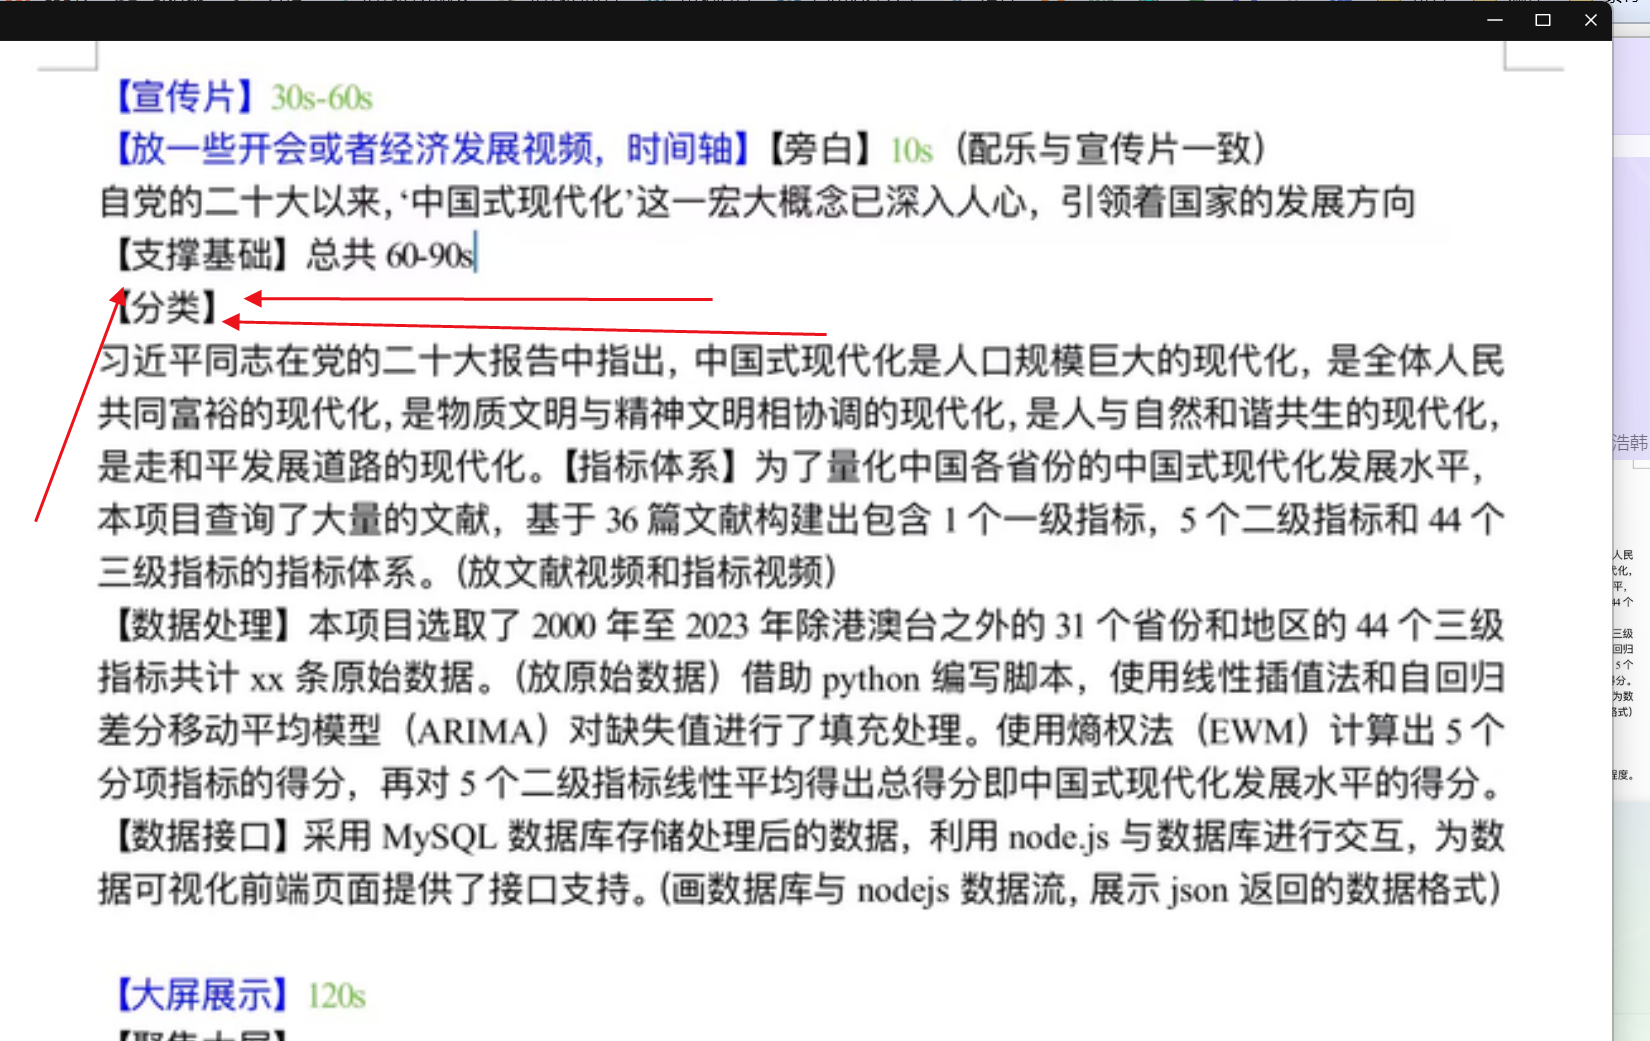 【宣传片】30s-60s
【放一些开会或者经济发展视频，时间轴】【旁白】10s（配乐与宣传片一致）
自党的二十大以来，‘中国式现代化’这一宏大概念已深入人心，引领着国家的发展方向
【支撑基础】总共 60-90s
【分类】
习近平同志在党的二十大报告中指出，中国式现代化是人口规模巨大的现代化，是全体人民
共同富裕的现代化，是物质文明与精神文明相协调的现代化，是人与自然和谐共生的现代化，
是走和平发展道路的现代化。【指标体系】为了量化中国各省份的中国式现代化发展水平，
本项目查询了大量的文献，基于 36 篇文献构建出包含 1 个一级指标，5 个二级指标和 44 个
三级指标的指标体系。（放文献视频和指标视频）
【数据处理】本项目选取了 2000 年至 2023 年除港澳台之外的 31 个省份和地区的 44 个三级
指标共计 xx 条原始数据。（放原始数据）借助 python 编写脚本，使用线性插值法和自回归
差分移动平均模型（ARIMA）对缺失值进行了填充处理。使用熵权法（EWM）计算出 5 个
分项指标的得分，再对 5 个二级指标线性平均得出总得分即中国式现代化发展水平的得分。
【数据接口】采用 MySQL 数据库存储处理后的数据，利用 node.js 与数据库进行交互，为数
据可视化前端页面提供了接口支持。（画数据库与 nodejs 数据流，展示 json 返回的数据格式）
【大屏展示】120s
浩韩
人民
代化，
平，
44 个
三级
回归
5 个
得分。
为数
格式）
程度。